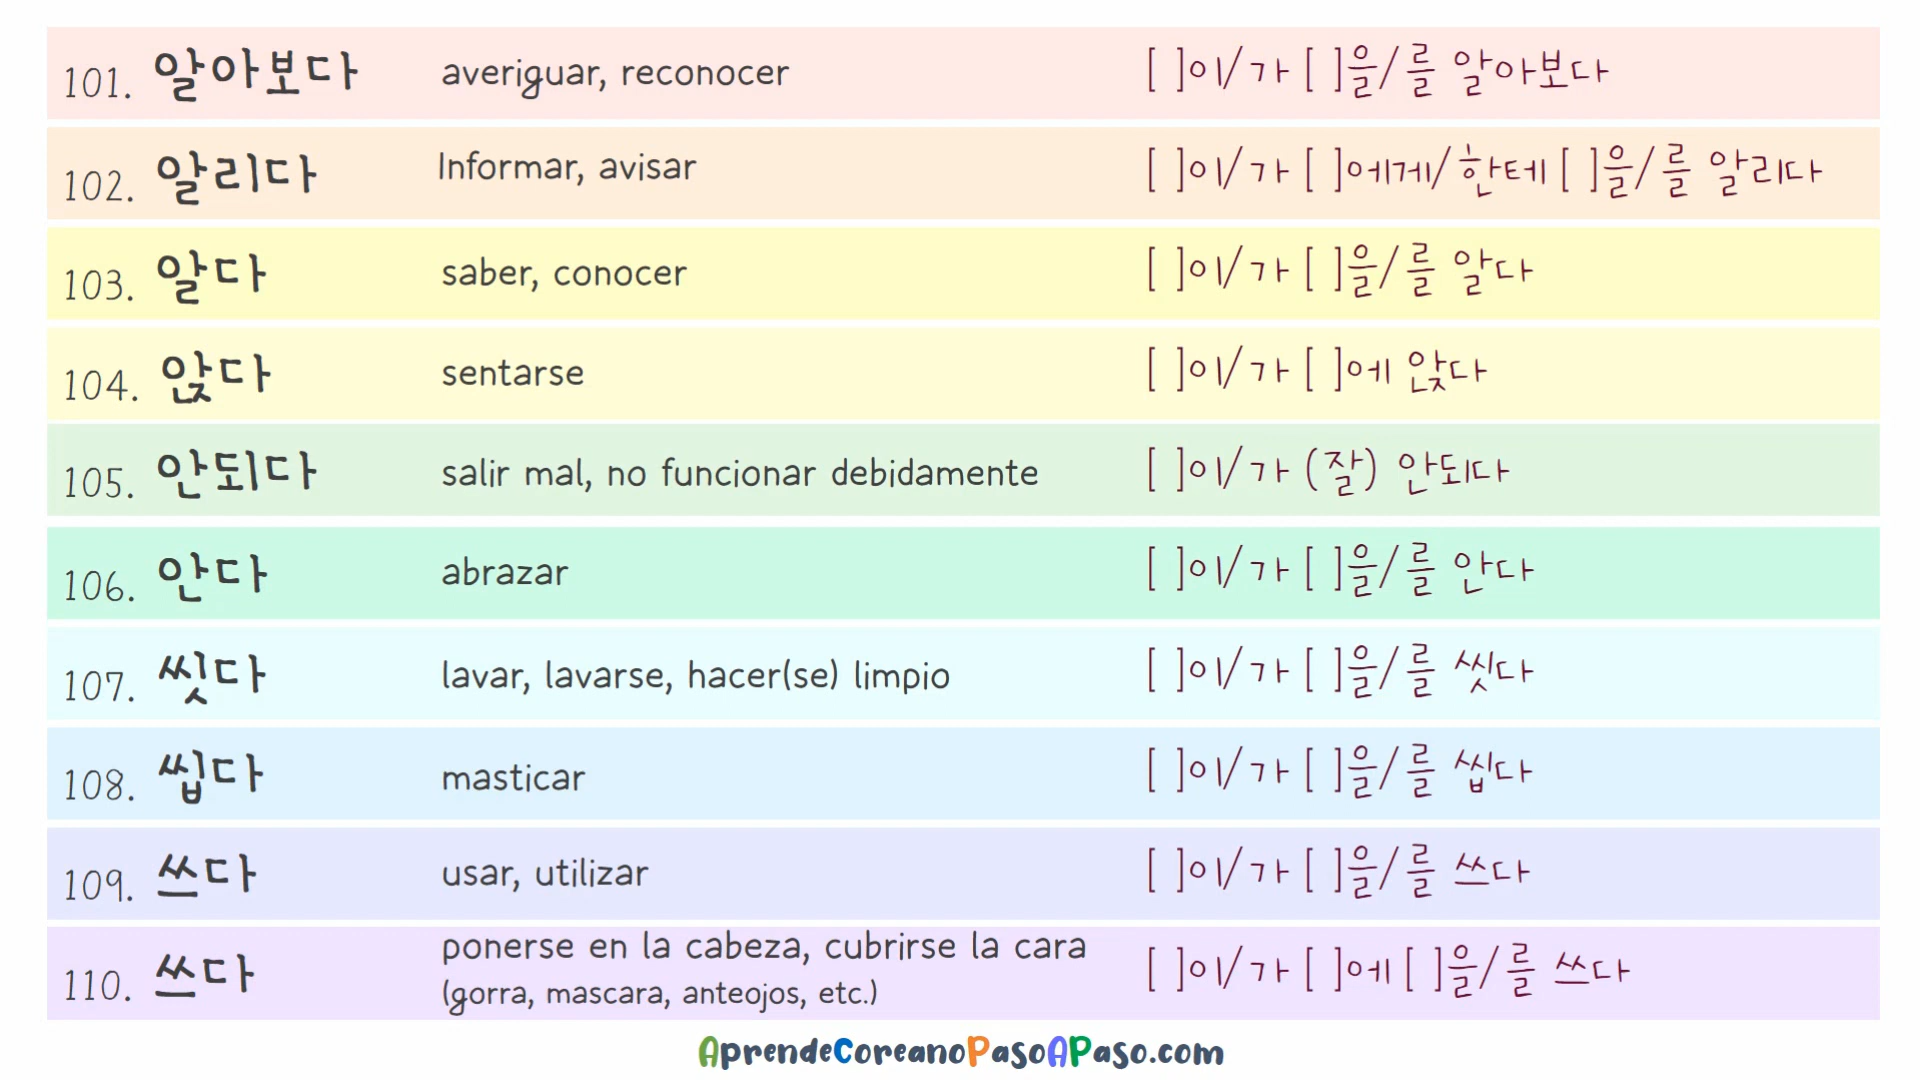 101. 알아보다 averiguar, reconocer [ ]이/가 [ ]을/를 알아보다
102. 알리다 Informar, avisar [ ]이/가 [ ]에게/한테 [ ]을/를 알리다
103. 알다 saber, conocer [ ]이/가 [ ]을/를 알다
104. 앉다 sentarse [ ]이/가 [ ]에 앉다
105. 안되다 salir mal, no funcionar debidamente [ ]이/가 (잘) 안되다
106. 안다 abrazar [ ]이/가 [ ]을/를 안다
107. 씻다 lavar, lavarse, hacer(se) limpio [ ]이/가 [ ]을/를 씻다
108. 씹다 masticar [ ]이/가 [ ]을/를 씹다
109. 쓰다 usar, utilizar [ ]이/가 [ ]을/를 쓰다
110. 쓰다 ponerse en la cabeza, cubrirse la cara [ ]이/가 [ ]에 [ ]을/를 쓰다
(gorra, mascara, anteojos, etc.)
AprendeCoreanoPasoAPaso.com